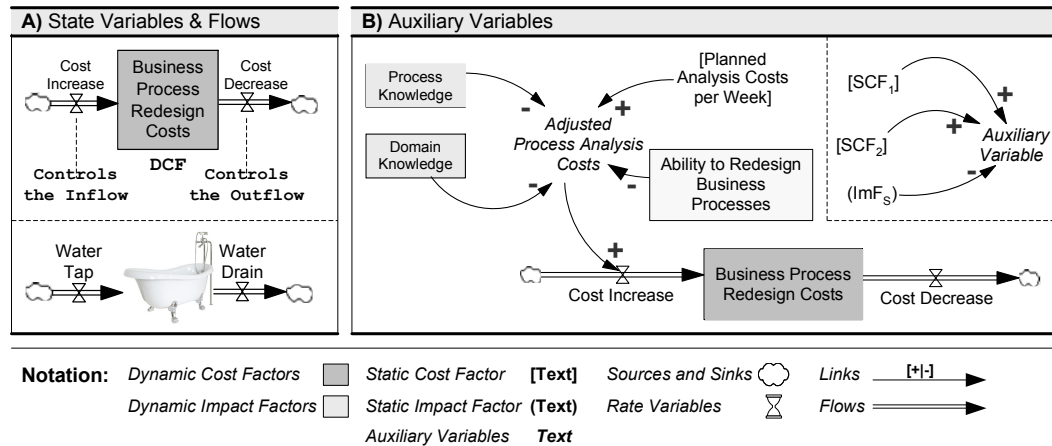 A) State Variables & Flows
Cost
Increase
Business
Process
Redesign
Costs
Cost
Decrease
DCF
Controls
the Inflow
Controls
the Outflow
Water
Tap
Water
Drain
B) Auxiliary Variables
Process
Knowledge
Domain
Knowledge
[Planned
Analysis Costs
per Week]
-
+
Adjusted
Process Analysis
Costs
-
-
Ability to Redesign
Business
Processes
+
Cost Increase
Business Process
Redesign Costs
Cost Decrease
[SCF1]
+
[SCF2]
+
Auxiliary
Variable
-
(ImFS)
Notation:
Dynamic Cost Factors
Static Cost Factor [Text]
Sources and Sinks
Links [+|-]
Dynamic Impact Factors
Static Impact Factor (Text)
Rate Variables
Flows
Auxiliary Variables Text